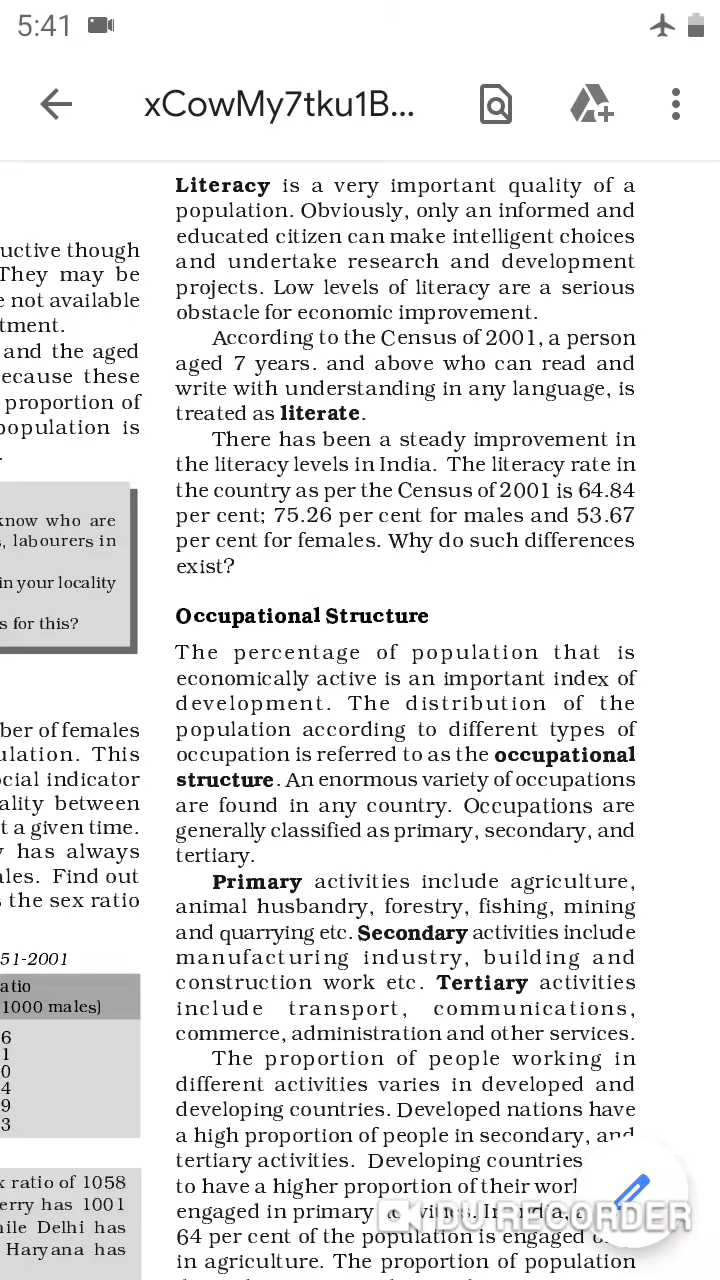 5:41
xCowMy7tku1B...
uctive though
They may be
e not available
tment.
and the aged
ecause these
proportion of
population is
.
know who are
s, labourers in
in your locality
s for this?
ber of females
ulation. This
ocial indicator
ality between
t a given time.
y has always
ales. Find out
s the sex ratio
51-2001
atio
1000 males)
6
1
0
4
9
3
x ratio of 1058
erry has 1001
hile Delhi has
Haryana has
Literacy is a very important quality of a
population. Obviously, only an informed and
educated citizen can make intelligent choices
and undertake research and development
projects. Low levels of literacy are a serious
obstacle for economic improvement.
According to the Census of 2001, a person
aged 7 years. and above who can read and
write with understanding in any language, is
treated as literate.
There has been a steady improvement in
the literacy levels in India. The literacy rate in
the country as per the Census of 2001 is 64.84
per cent; 75.26 per cent for males and 53.67
per cent for females. Why do such differences
exist?
Occupational Structure
The percentage of population that is
economically active is an important index of
development. The distribution of the
population according to different types of
occupation is referred to as the occupational
structure. An enormous variety of occupations
are found in any country. Occupations are
generally classified as primary, secondary, and
tertiary.
Primary activities include agriculture,
animal husbandry, forestry, fishing, mining
and quarrying etc. Secondary activities include
manufacturing industry, building and
construction work etc. Tertiary activities
include transport, communications,
commerce, administration and other services.
The proportion of people working in
different activities varies in developed and
developing countries. Developed nations have
a high proportion of people in secondary, and
tertiary activities. Developing countries
to have a higher proportion of their
engaged in primary activities. In India,
64 per cent of the population is engaged
in agriculture. The proportion of population
DU RECORDER